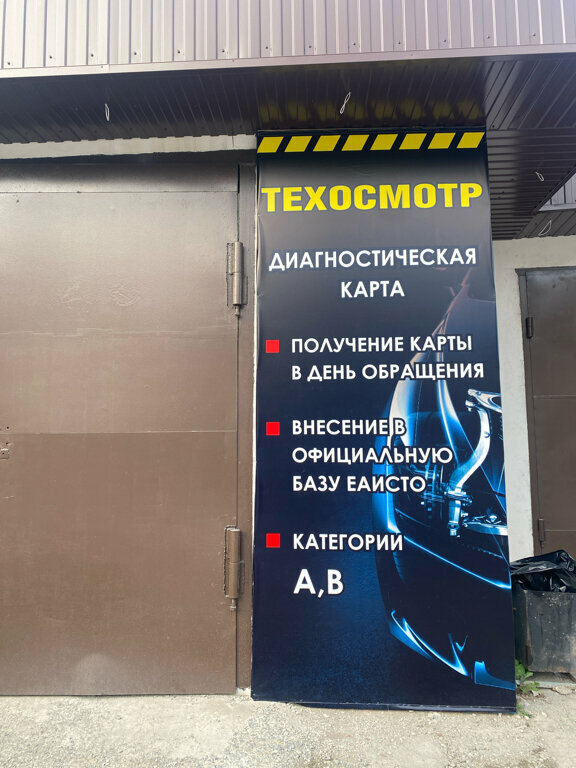 ТЕХОСМОТР
ДИАГНОСТИЧЕСКАЯ
КАРТА
ПОЛУЧЕНИЕ КАРТЫ
В ДЕНЬ ОБРАЩЕНИЯ
ВНЕСЕНИЕ В
ОФИЦИАЛЬНУЮ
БАЗУ ЕАИСТО
КАТЕГОРИИ
А,В